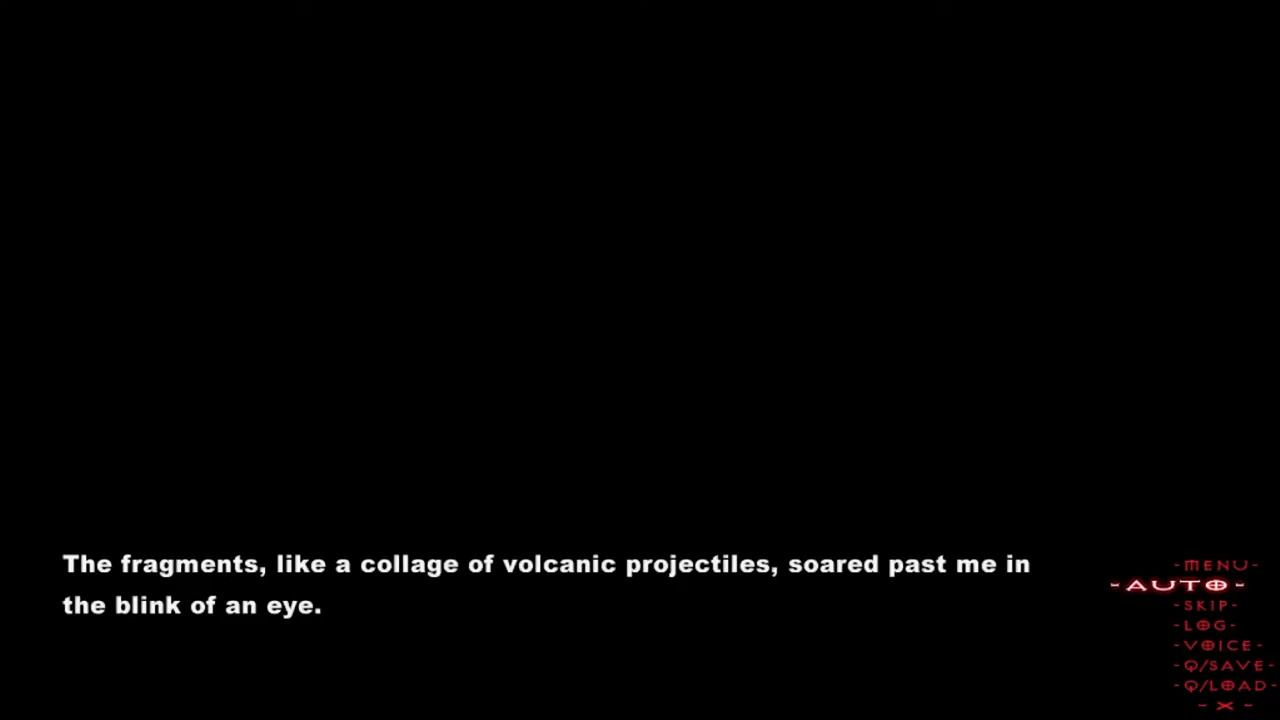 The fragments, like a collage of volcanic projectiles, soared past me in
the blink of an eye.
-MENU-
-AUTO-
-SKIP-
-LOG-
-VOICE-
-Q/SAVE-
-Q/LOAD-
-X-